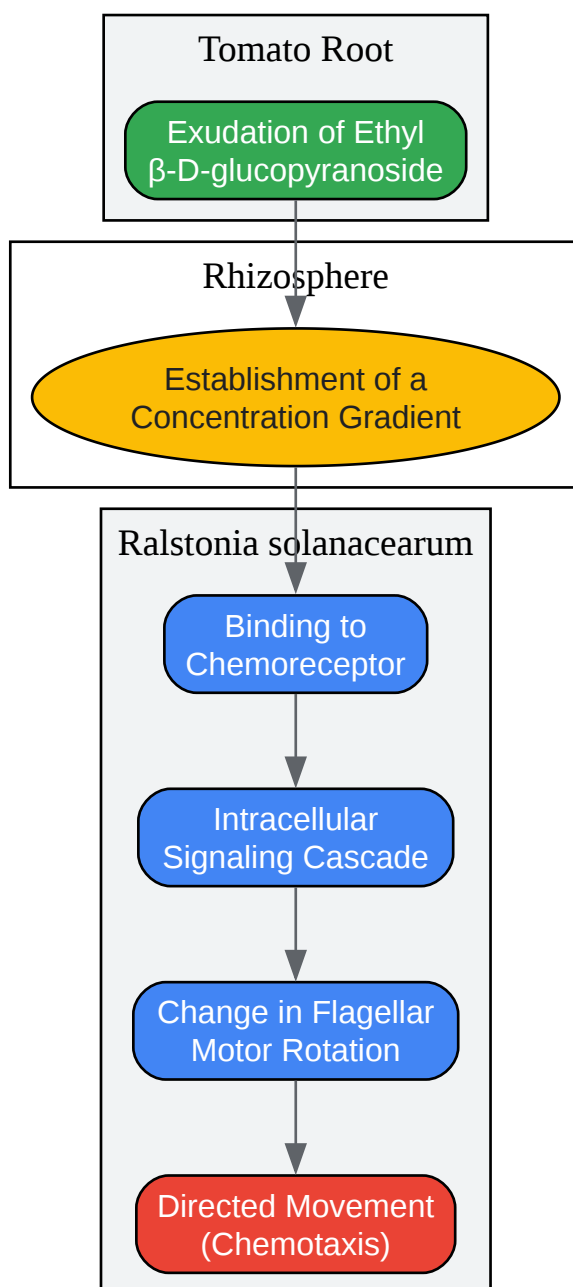 Tomato Root
Exudation of Ethyl
β-D-glucopyranoside
Rhizosphere
Establishment of a
Concentration Gradient
Ralstonia solanacearum
Binding to
Chemoreceptor
Intracellular
Signaling Cascade
Change in Flagellar
Motor Rotation
Directed Movement
(Chemotaxis)